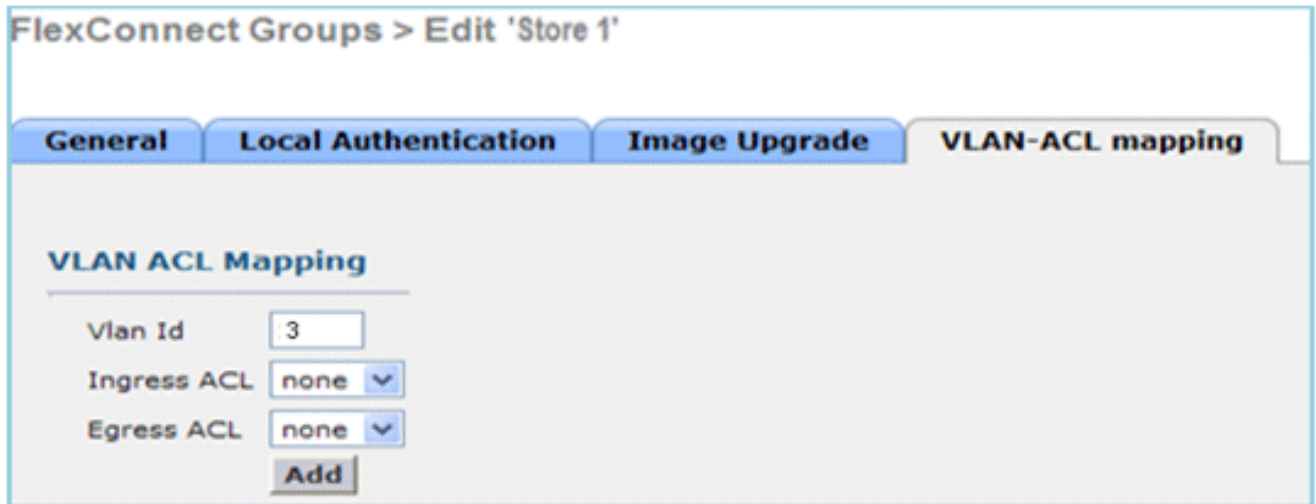 FlexConnect Groups > Edit 'Store 1'
General Local Authentication Image Upgrade VLAN-ACL mapping
VLAN ACL Mapping
Vlan Id 3
Ingress ACL none
Egress ACL none
Add